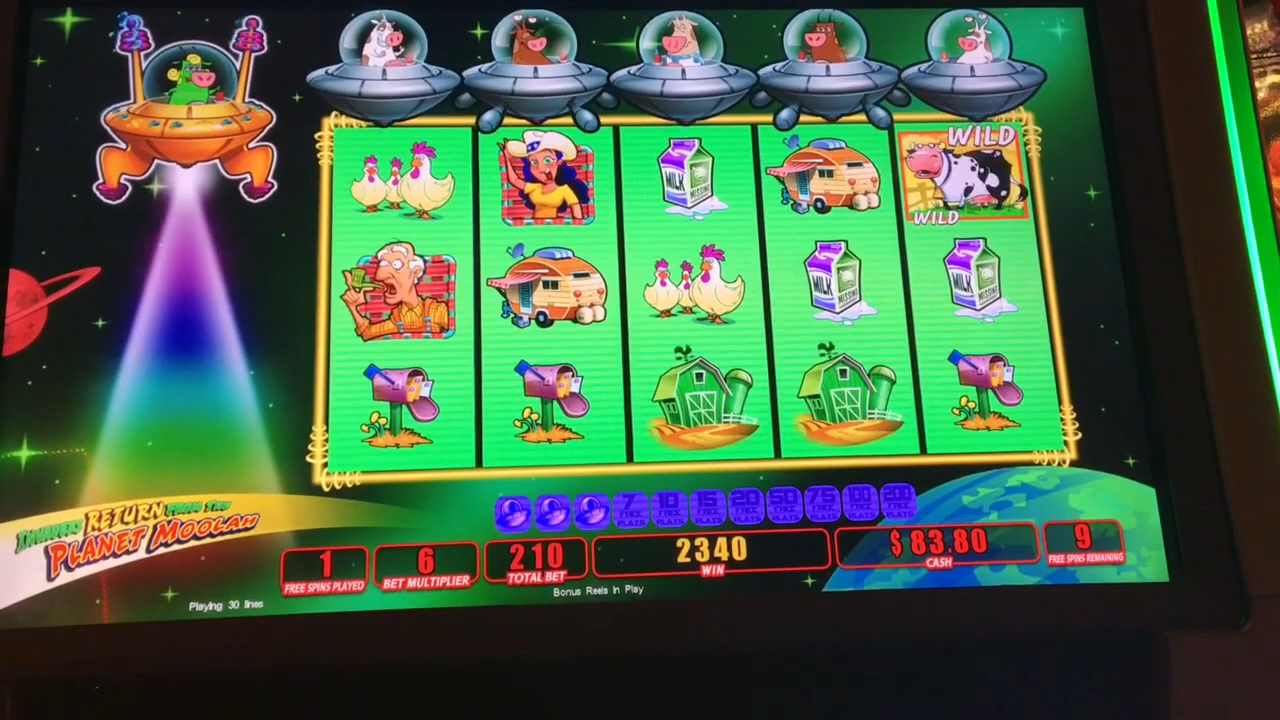 WILD
WILD
MILK
MISSING
MILK
MISSING
MILK
MISSING
7 FREE PLAYS
10 FREE PLAYS
15 FREE PLAYS
20 FREE PLAYS
50 FREE PLAYS
75 FREE PLAYS
100 FREE PLAYS
200 FREE PLAYS
INVADERS RETURN FROM THE
PLANET MOOLAH
1
FREE SPINS PLAYED
6
BET MULTIPLIER
210
TOTAL BET
2340
WIN
$83.80
CASH
9
FREE SPINS REMAINING
Playing 30 lines
Bonus Reels In Play